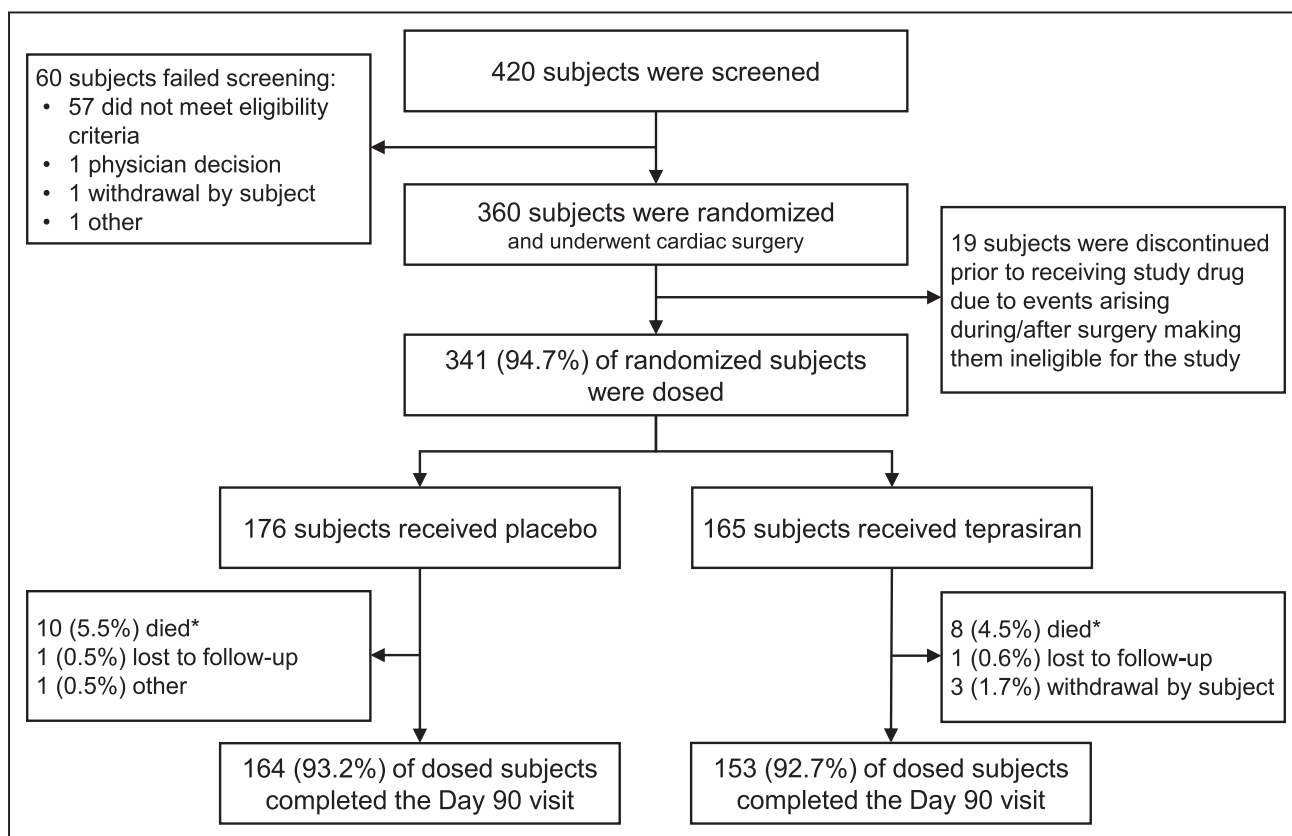 420 subjects were screened
60 subjects failed screening:
• 57 did not meet eligibility
criteria
• 1 physician decision
• 1 withdrawal by subject
• 1 other
360 subjects were randomized
and underwent cardiac surgery
19 subjects were discontinued
prior to receiving study drug
due to events arising
during/after surgery making
them ineligible for the study
341 (94.7%) of randomized subjects
were dosed
176 subjects received placebo
165 subjects received teprasiran
10 (5.5%) died*
1 (0.5%) lost to follow-up
1 (0.5%) other
8 (4.5%) died*
1 (0.6%) lost to follow-up
3 (1.7%) withdrawal by subject
164 (93.2%) of dosed subjects
completed the Day 90 visit
153 (92.7%) of dosed subjects
completed the Day 90 visit